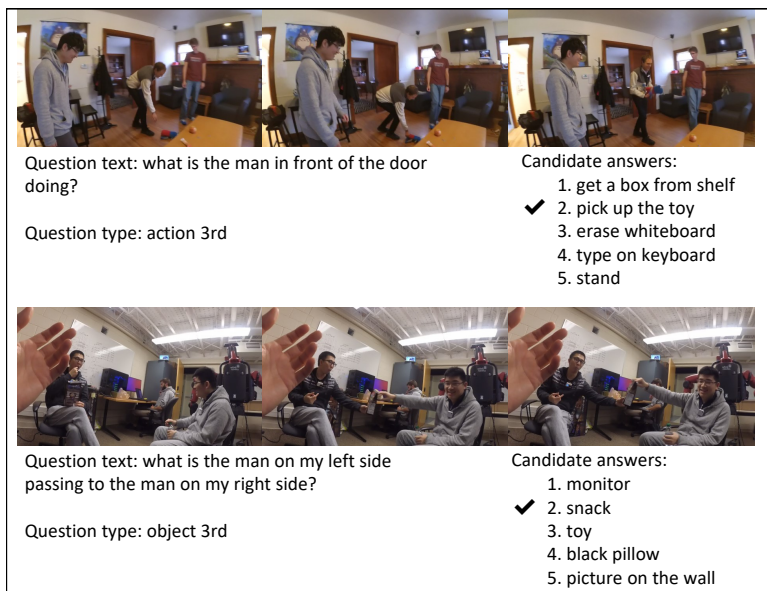 Question text: what is the man in front of the door
doing?
Question type: action 3rd
Candidate answers:
1. get a box from shelf
✔ 2. pick up the toy
3. erase whiteboard
4. type on keyboard
5. stand
Question text: what is the man on my left side
passing to the man on my right side?
Question type: object 3rd
Candidate answers:
1. monitor
✔ 2. snack
3. toy
4. black pillow
5. picture on the wall